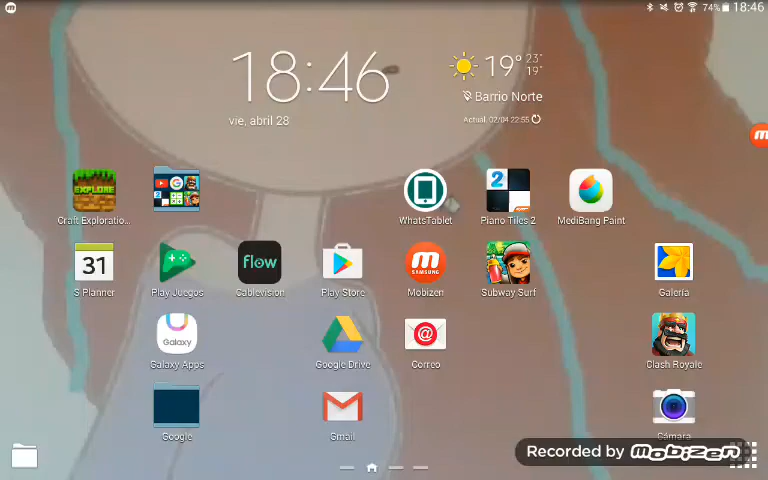 74% 18:46
18:46
vie, abril 28
19° 23°
19°
Barrio Norte
Actual. 02/04 22:55
EXPLORE
Craft Exploratio...
WhatsTablet
2
Piano Tiles 2
MediBang Paint
31
S Planner
Play Juegos
flow
Cablevision
Play Store
SAMSUNG
Mobizen
Subway Surf
Galería
Galaxy
Galaxy Apps
Google Drive
@
Correo
Clash Royale
Google
Gmail
Cámara
Recorded by Mobizen